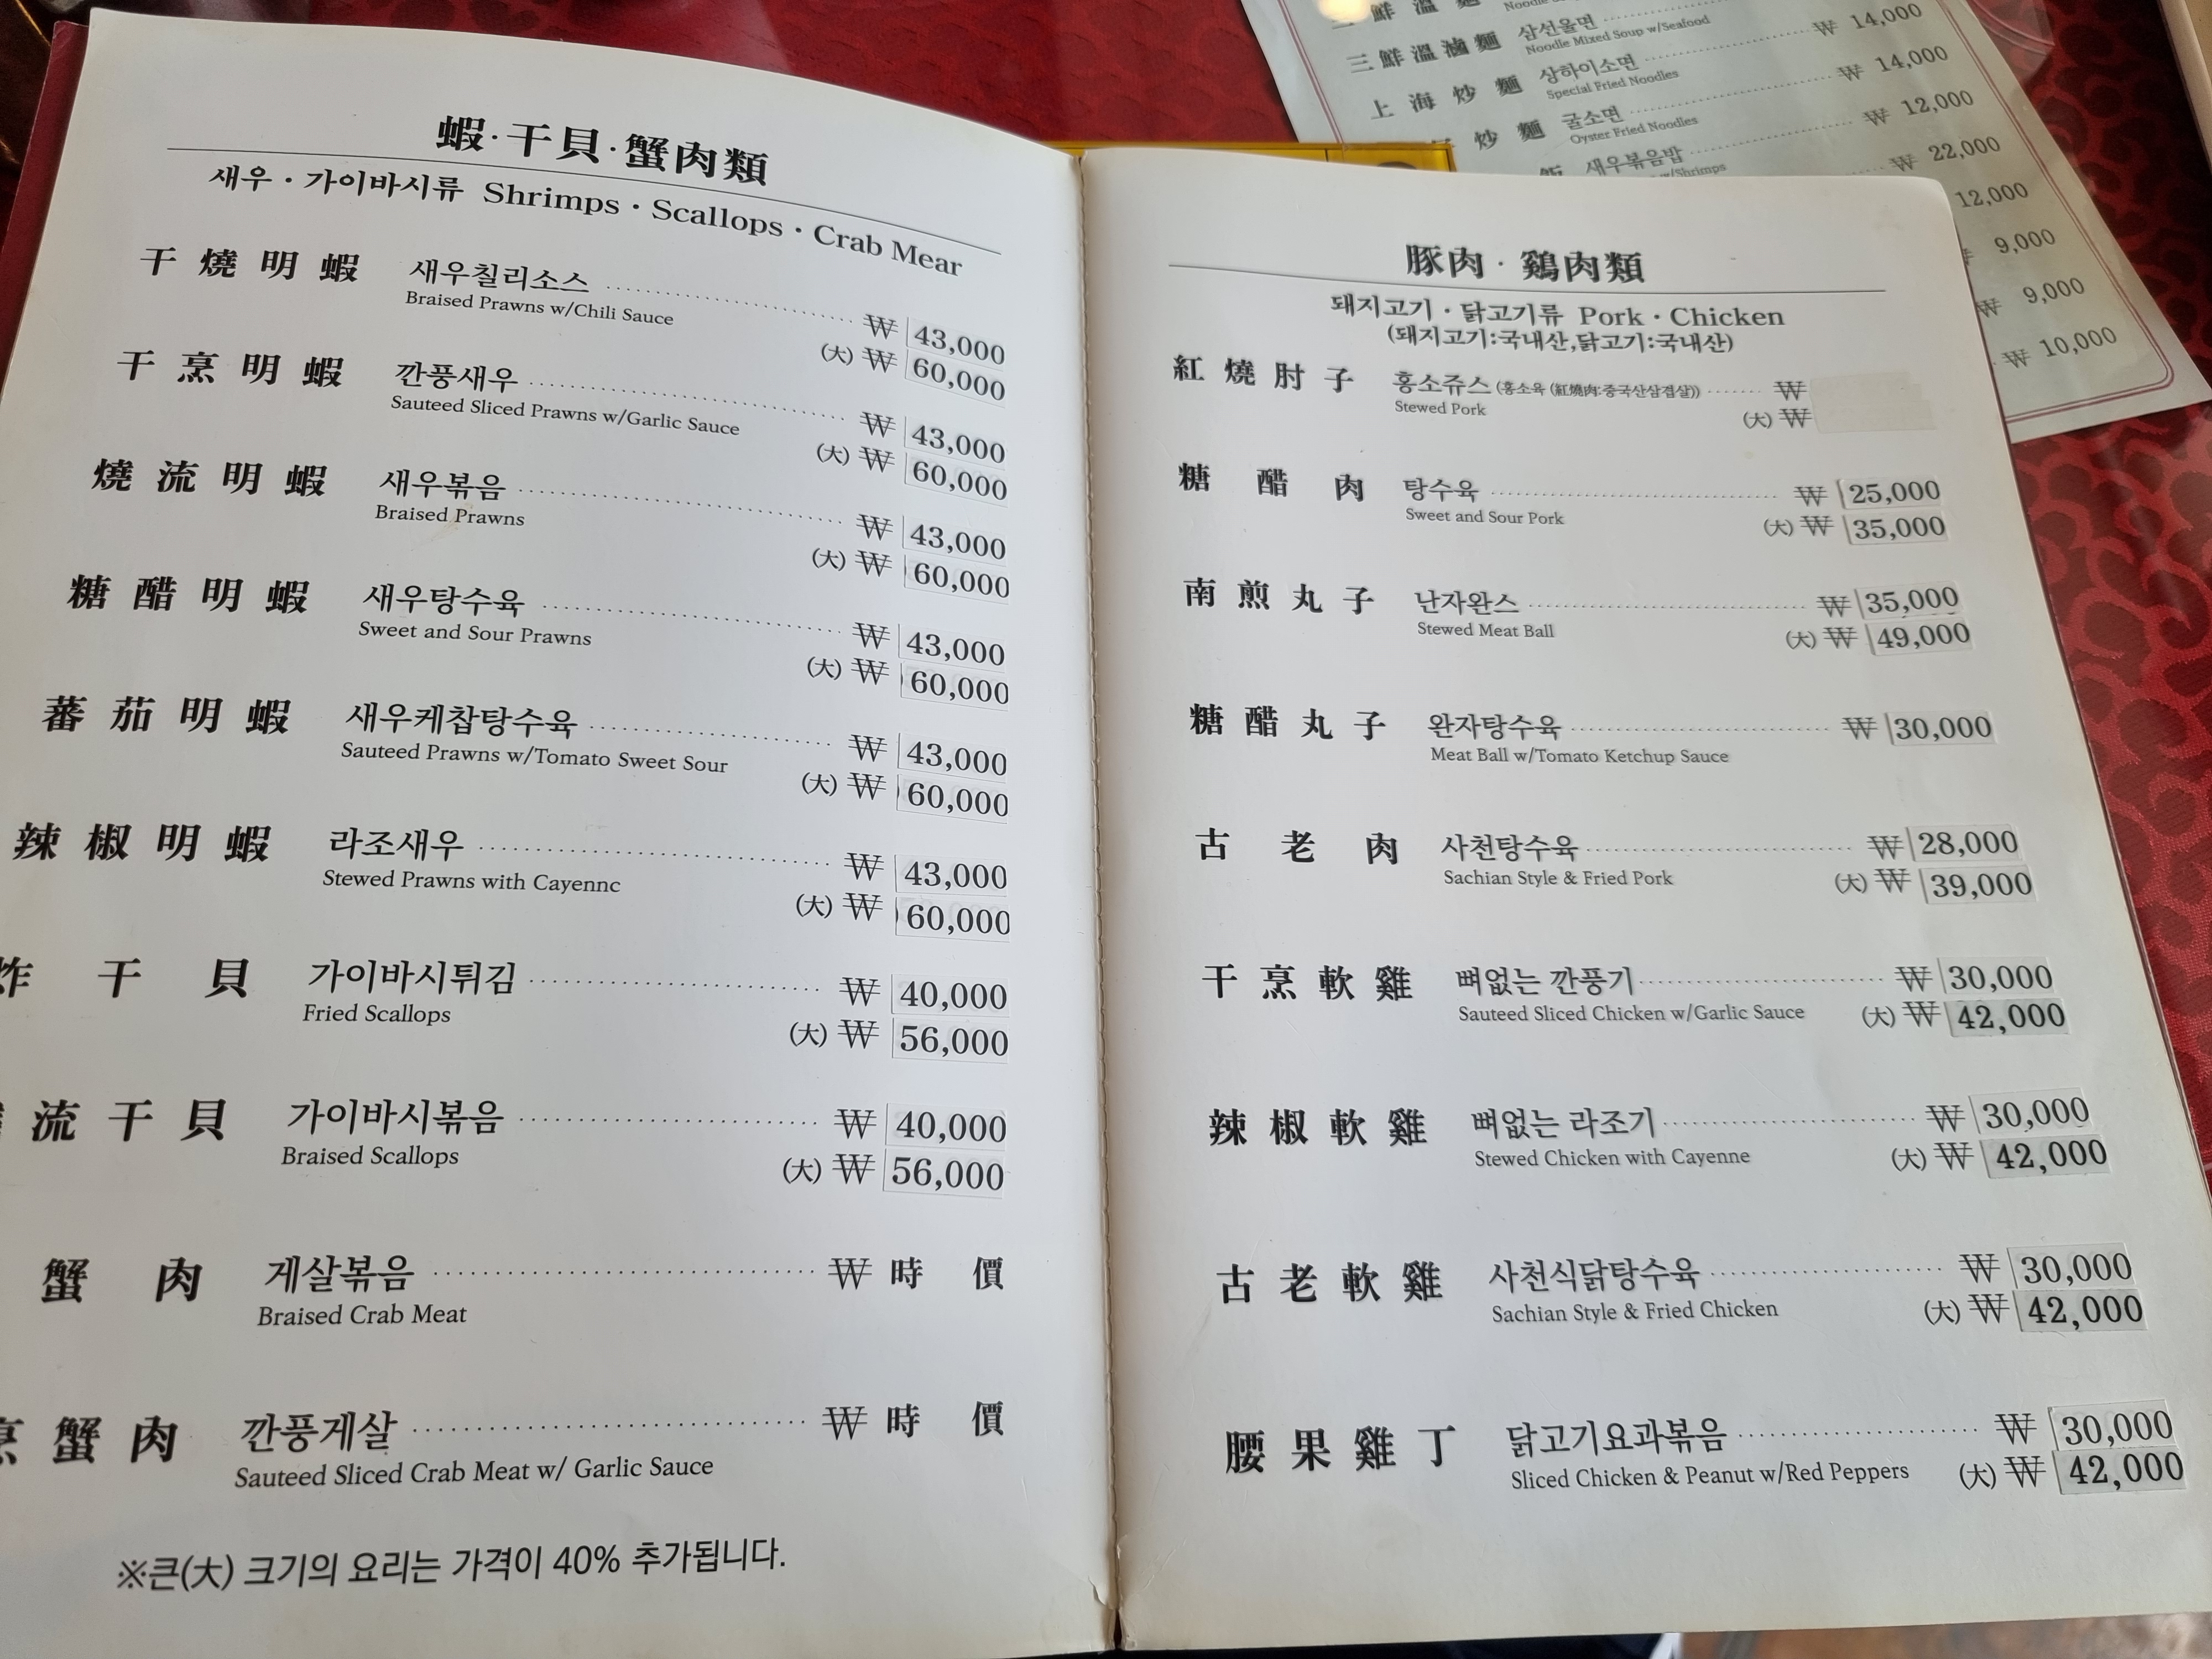 蝦·干貝·蟹肉類
새우·가이바시류 Shrimps·Scallops·Crab Mear
干燒明蝦 새우칠리소스 ₩ 43,000
Braised Prawns w/Chili Sauce (大) ₩ 60,000
干烹明蝦 깐풍새우 ₩ 43,000
Sauteed Sliced Prawns w/Garlic Sauce (大) ₩ 60,000
燒流明蝦 새우볶음 ₩ 43,000
Braised Prawns (大) ₩ 60,000
糖醋明蝦 새우탕수육 ₩ 43,000
Sweet and Sour Prawns (大) ₩ 60,000
蕃茄明蝦 새우케찹탕수육 ₩ 43,000
Sauteed Prawns w/Tomato Sweet Sour (大) ₩ 60,000
辣椒明蝦 라조새우 ₩ 43,000
Stewed Prawns with Cayennc (大) ₩ 60,000
炸干貝 가이바시튀김 ₩ 40,000
Fried Scallops (大) ₩ 56,000
流干貝 가이바시볶음 ₩ 40,000
Braised Scallops (大) ₩ 56,000
蟹肉 게살볶음 ₩ 時價
Braised Crab Meat
烹蟹肉 깐풍게살 ₩ 時價
Sauteed Sliced Crab Meat w/ Garlic Sauce
※큰(大) 크기의 요리는 가격이 40% 추가됩니다.
豚肉·鷄肉類
돼지고기·닭고기류 Pork·Chicken
(돼지고기:국내산,닭고기:국내산)
紅燒肘子 홍소쥬스 (홍소육 (紅燒肉:중국산삼겹살)) ₩
Stewed Pork (大) ₩
糖醋肉 탕수육 ₩ 25,000
Sweet and Sour Pork (大) ₩ 35,000
南煎丸子 난자완스 ₩ 35,000
Stewed Meat Ball (大) ₩ 49,000
糖醋丸子 완자탕수육 ₩ 30,000
Meat Ball w/Tomato Ketchup Sauce
古老肉 사천탕수육 ₩ 28,000
Sachian Style & Fried Pork (大) ₩ 39,000
干烹軟雞 뼈없는 깐풍기 ₩ 30,000
Sauteed Sliced Chicken w/Garlic Sauce (大) ₩ 42,000
辣椒軟雞 뼈없는 라조기 ₩ 30,000
Stewed Chicken with Cayenne (大) ₩ 42,000
古老軟雞 사천식닭탕수육 ₩ 30,000
Sachian Style & Fried Chicken (大) ₩ 42,000
腰果雞丁 닭고기요과볶음 ₩ 30,000
Sliced Chicken & Peanut w/Red Peppers (大) ₩ 42,000
三鮮溫滷麵 삼선울면 ₩ 14,000
Noodle Mixed Soup w/Seafood
上海炒麵 상하이소면 ₩ 14,000
Special Fried Noodles
炒麵 굴소면 ₩ 12,000
Oyster Fried Noodles
飯 새우볶음밥 ₩ 22,000
w/Shrimps
12,000
9,000
₩ 9,000
₩ 10,000